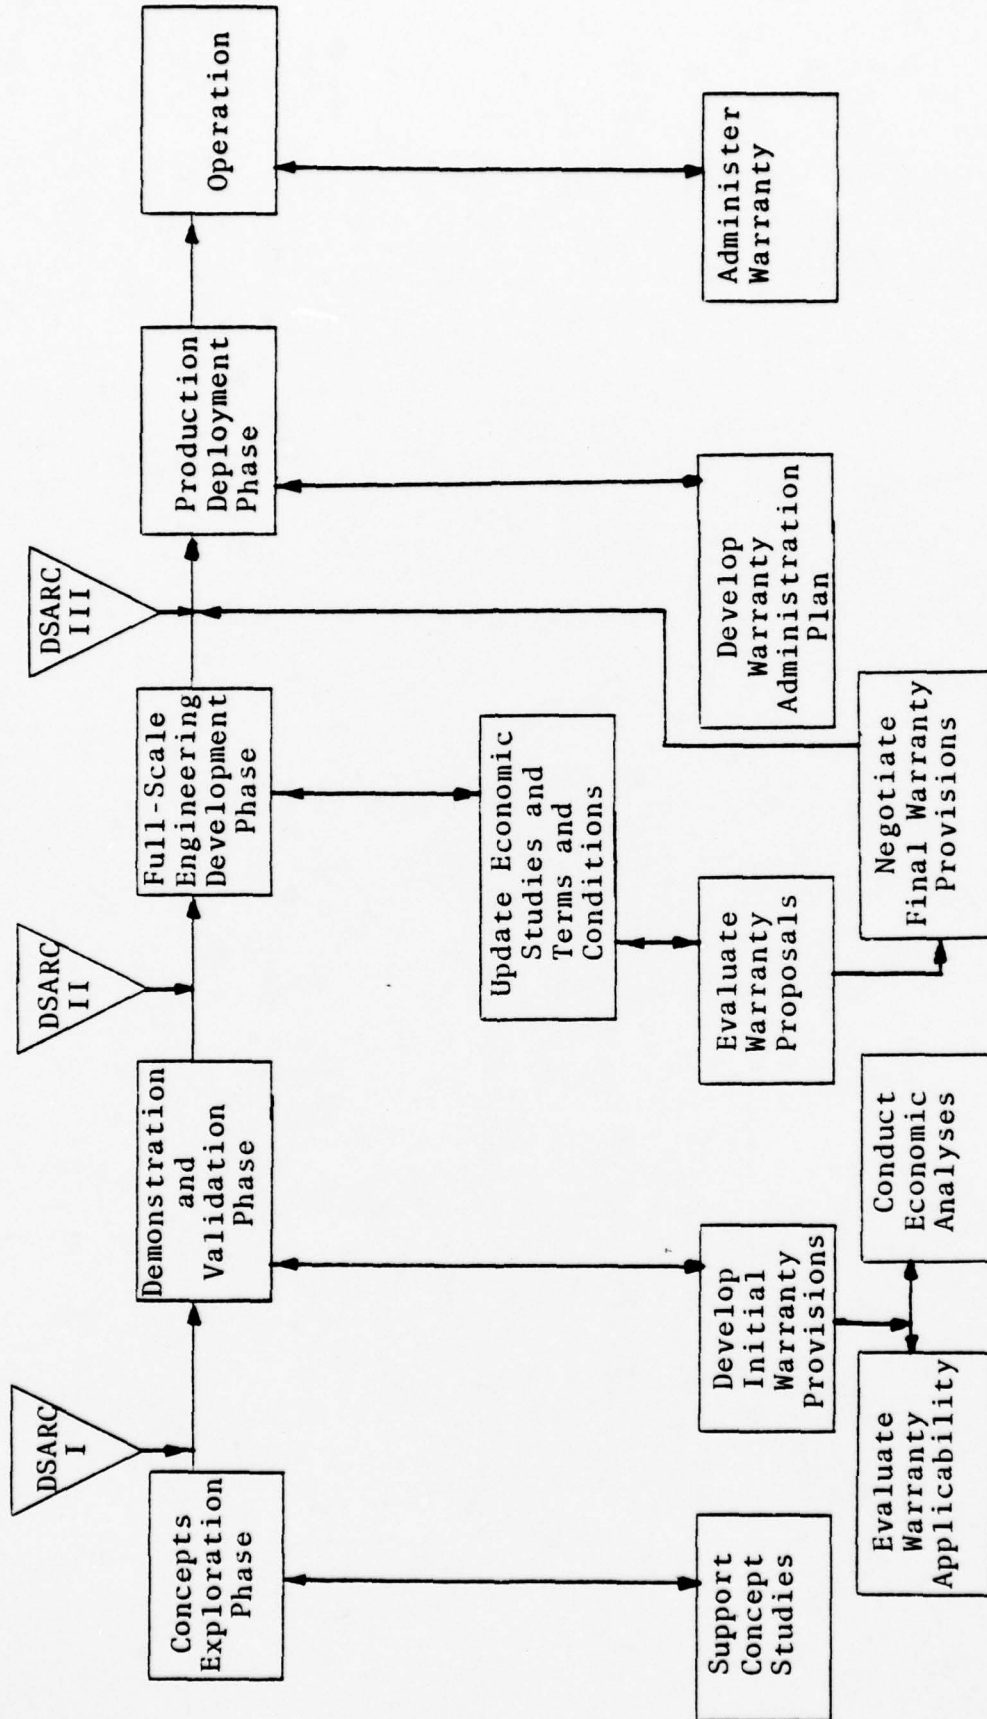 DSARC
I
DSARC
II
DSARC
III
Concepts
Exploration
Phase
Demonstration
and
Validation
Phase
Full-Scale
Engineering
Development
Phase
Production
Deployment
Phase
Operation
Support
Concept
Studies
Develop
Initial
Warranty
Provisions
Evaluate
Warranty
Applicability
Conduct
Economic
Analyses
Update Economic
Studies and
Terms and
Conditions
Evaluate
Warranty
Proposals
Negotiate
Final Warranty
Provisions
Develop
Warranty
Administration
Plan
Administer
Warranty